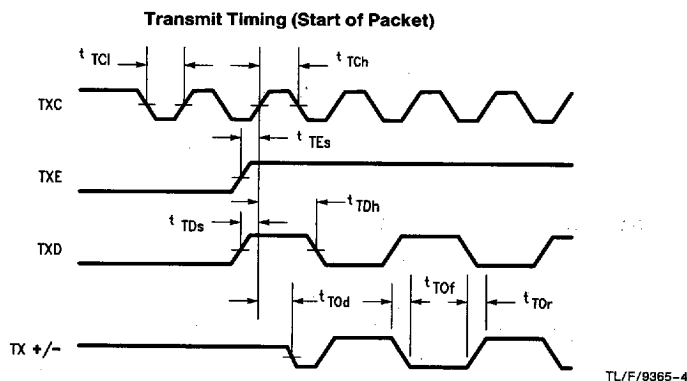 Transmit Timing (Start of Packet)
t TCl
t TCh
TXC
t TEs
TXE
t TDh
t TDs
TXD
t TOf
t TOd
t TOr
TX +/-
TL/F/9365-4